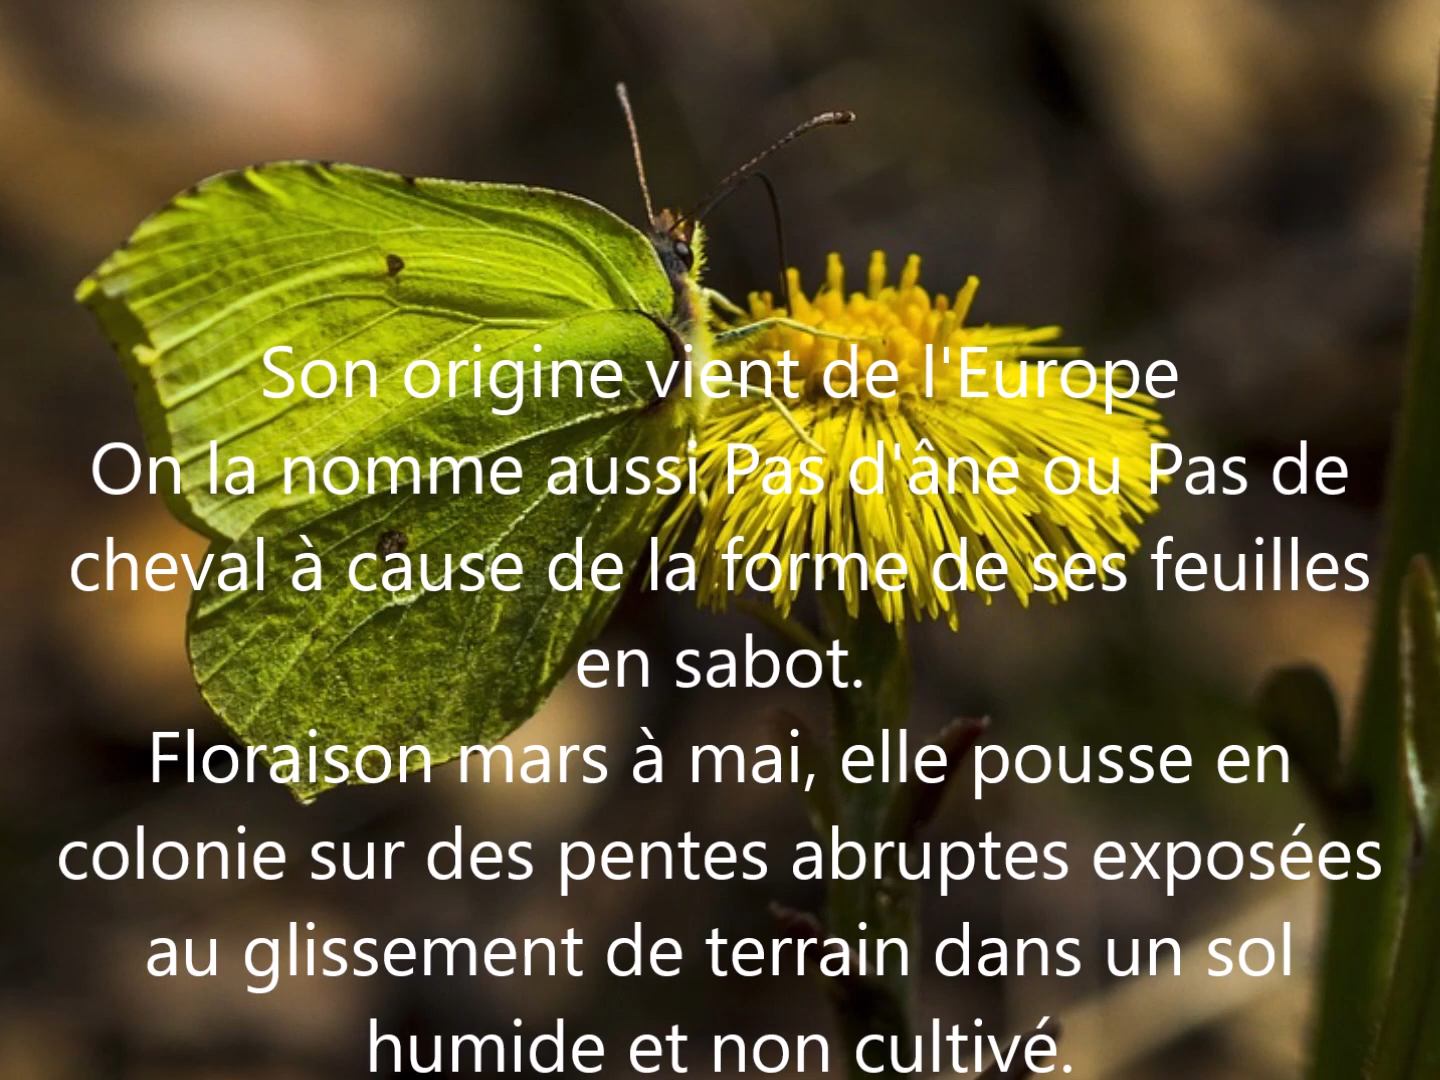 Son origine vient de l'Europe
On la nomme aussi Pas d'âne ou Pas de
cheval à cause de la forme de ses feuilles
en sabot.
Floraison mars à mai, elle pousse en
colonie sur des pentes abruptes exposées
au glissement de terrain dans un sol
humide et non cultivé.